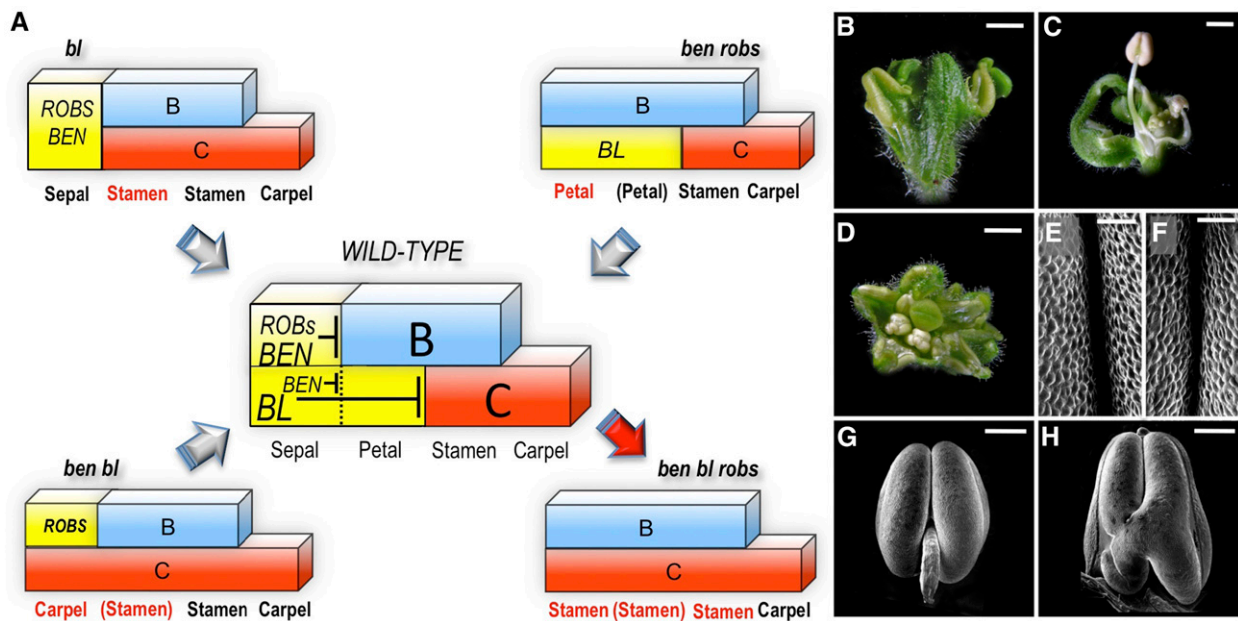 A
bl
ROBS
BEN
B
C
Sepal Stamen Stamen Carpel
ben robs
B
BL
C
Petal (Petal) Stamen Carpel
WILD-TYPE
ROBs
BEN
B
BEN
BL
C
Sepal Petal Stamen Carpel
ben bl
ROBS
B
C
Carpel (Stamen) Stamen Carpel
ben bl robs
B
C
Stamen (Stamen) Stamen Carpel
B
C
D
E
F
G
H